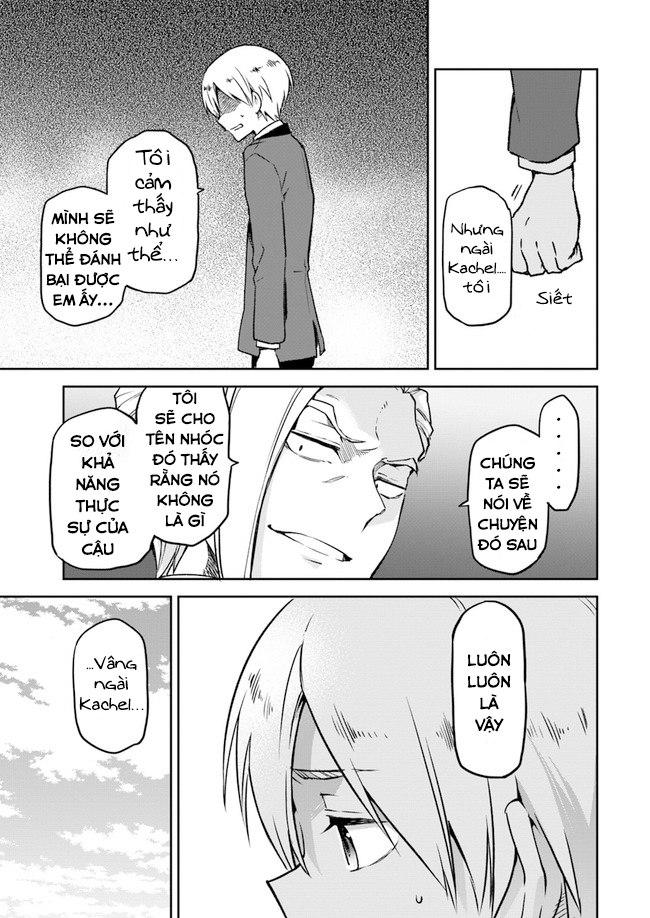 Nhưng
ngài
Kachel....
tôi
Siết
Tôi
cảm
thấy
như
thể...
MÌNH SẼ
KHÔNG
THỂ ĐÁNH
BẠI ĐƯỢC
EM ẤY...
......
CHÚNG
TA SẼ
NÓI VỀ
CHUYỆN
ĐÓ SAU
TÔI
SẼ CHO
TÊN NHÓC
ĐÓ THẤY
RẰNG NÓ
KHÔNG
LÀ GÌ
SO VỚI
KHẢ
NĂNG
THỰC
SỰ CỦA
CẬU
LUÔN
LUÔN
LÀ
VẬY
...Vâng
ngài
Kachel...